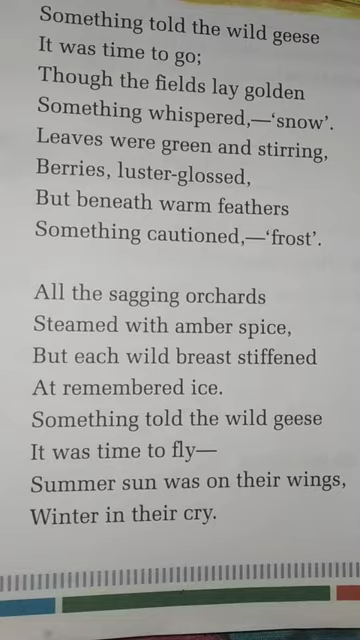 Something told the wild geese
It was time to go;
Though the fields lay golden
Something whispered,—‘snow’.
Leaves were green and stirring,
Berries, luster-glossed,
But beneath warm feathers
Something cautioned,—‘frost’.

All the sagging orchards
Steamed with amber spice,
But each wild breast stiffened
At remembered ice.
Something told the wild geese
It was time to fly—
Summer sun was on their wings,
Winter in their cry.